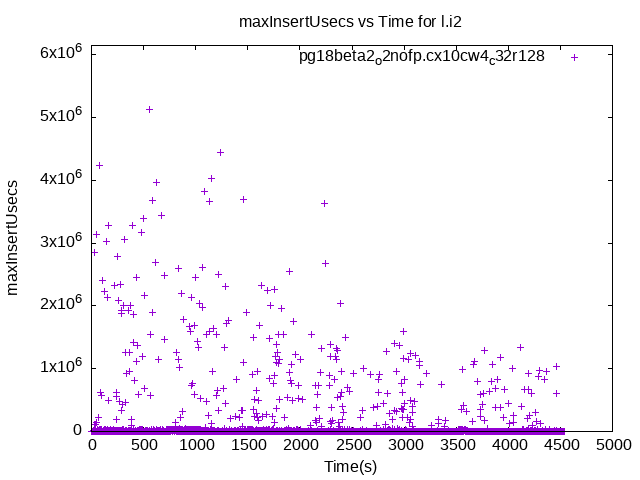 maxInsertUsecs vs Time for l.i2
pg18beta2_o2nofp.cx10cw4_c32r128
6x10^6
5x10^6
4x10^6
3x10^6
2x10^6
1x10^6
0
maxInsertUsecs
0 500 1000 1500 2000 2500 3000 3500 4000 4500 5000
Time(s)